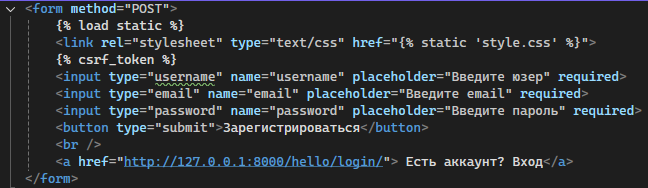 <form method="POST">
{% load static %}
<link rel="stylesheet" type="text/css" href="{% static 'style.css' %}">
{% csrf_token %}
<input type="username" name="username" placeholder="Введите юзер" required>
<input type="email" name="email" placeholder="Введите email" required>
<input type="password" name="password" placeholder="Введите пароль" required>
<button type="submit">Зарегистрироваться</button>
<br />
<a href="http://127.0.0.1:8000/hello/login/"> Есть аккаунт? Вход</a>
</form>